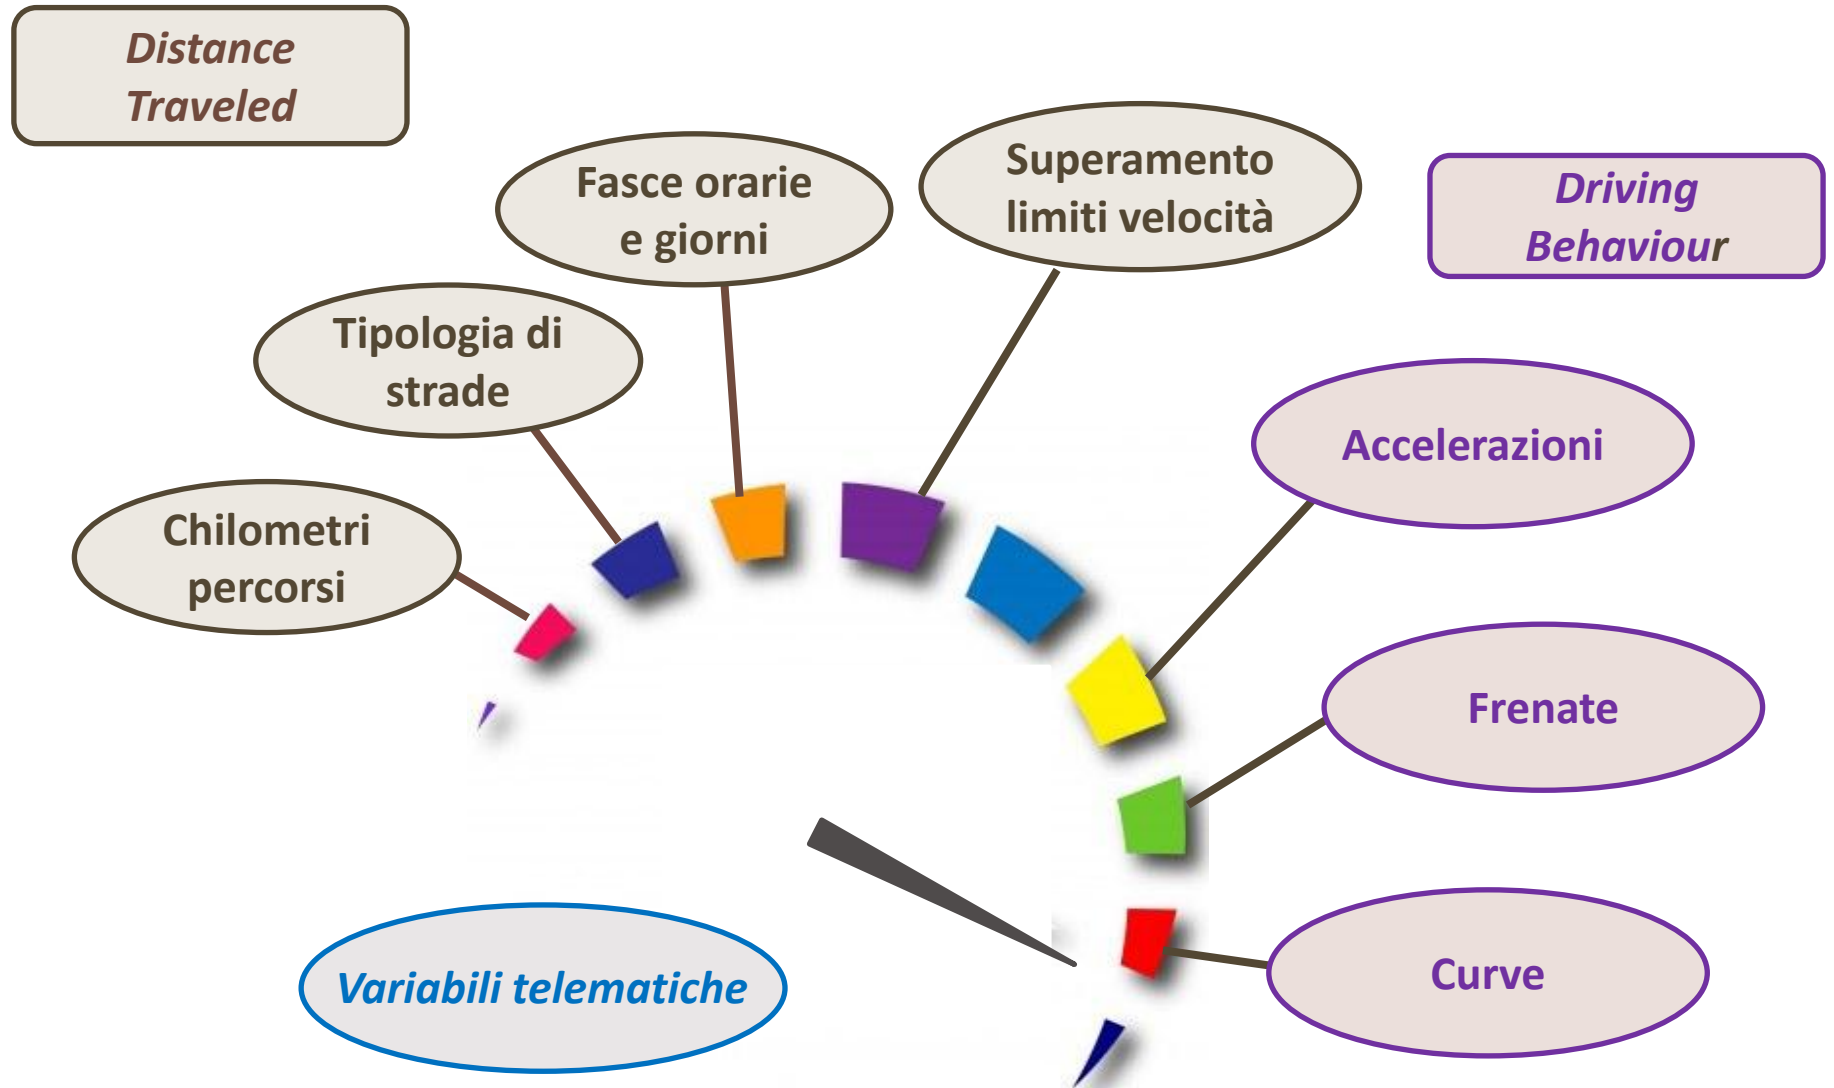 Distance
Traveled
Fasce orarie
e giorni
Superamento
limiti velocità
Driving
Behaviour
Tipologia di
strade
Accelerazioni
Chilometri
percorsi
Frenate
Variabili telematiche
Curve